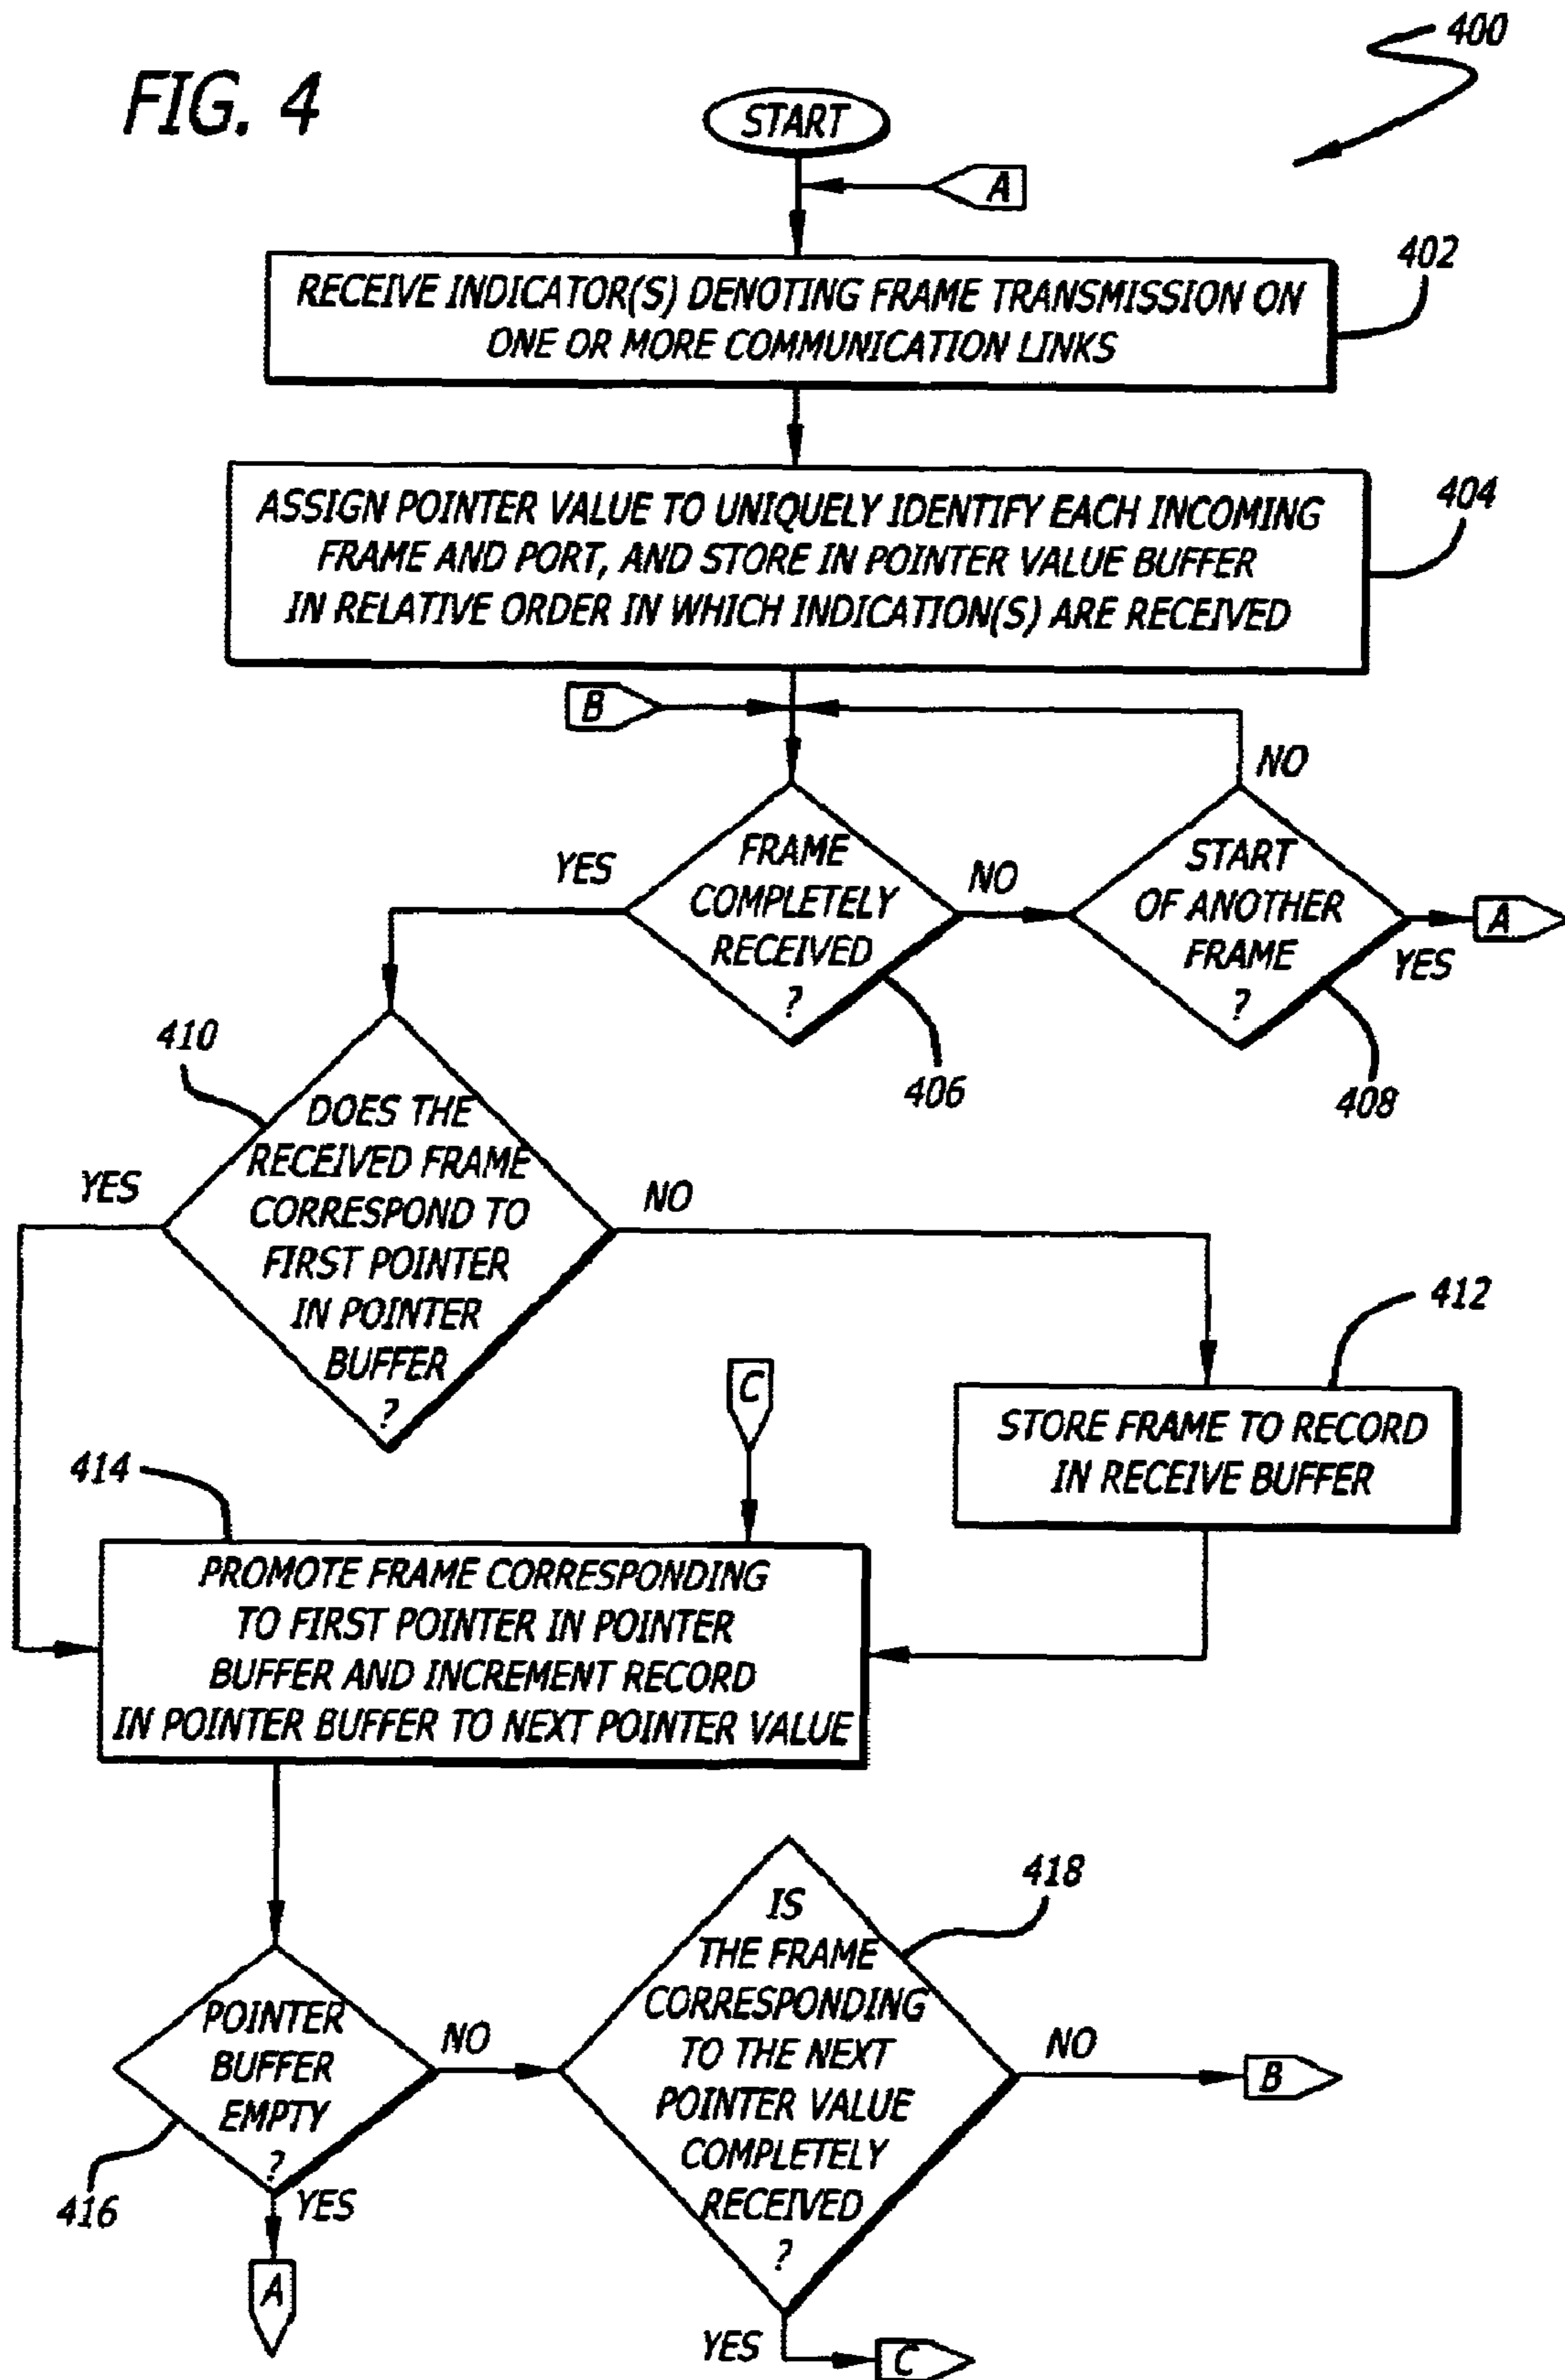 FIG. 4
400
START
A
402
RECEIVE INDICATOR(S) DENOTING FRAME TRANSMISSION ON
ONE OR MORE COMMUNICATION LINKS
404
ASSIGN POINTER VALUE TO UNIQUELY IDENTIFY EACH INCOMING
FRAME AND PORT, AND STORE IN POINTER VALUE BUFFER
IN RELATIVE ORDER IN WHICH INDICATION(S) ARE RECEIVED
B
NO
YES
FRAME
COMPLETELY
RECEIVED
?
406
NO
START
OF ANOTHER
FRAME
?
408
YES
A
410
DOES THE
RECEIVED FRAME
CORRESPOND TO
FIRST POINTER
IN POINTER
BUFFER
?
YES
NO
412
STORE FRAME TO RECORD
IN RECEIVE BUFFER
C
414
PROMOTE FRAME CORRESPONDING
TO FIRST POINTER IN POINTER
BUFFER AND INCREMENT RECORD
IN POINTER BUFFER TO NEXT POINTER VALUE
POINTER
BUFFER
EMPTY
?
416
YES
A
NO
418
IS
THE FRAME
CORRESPONDING
TO THE NEXT
POINTER VALUE
COMPLETELY
RECEIVED
?
NO
B
YES
C